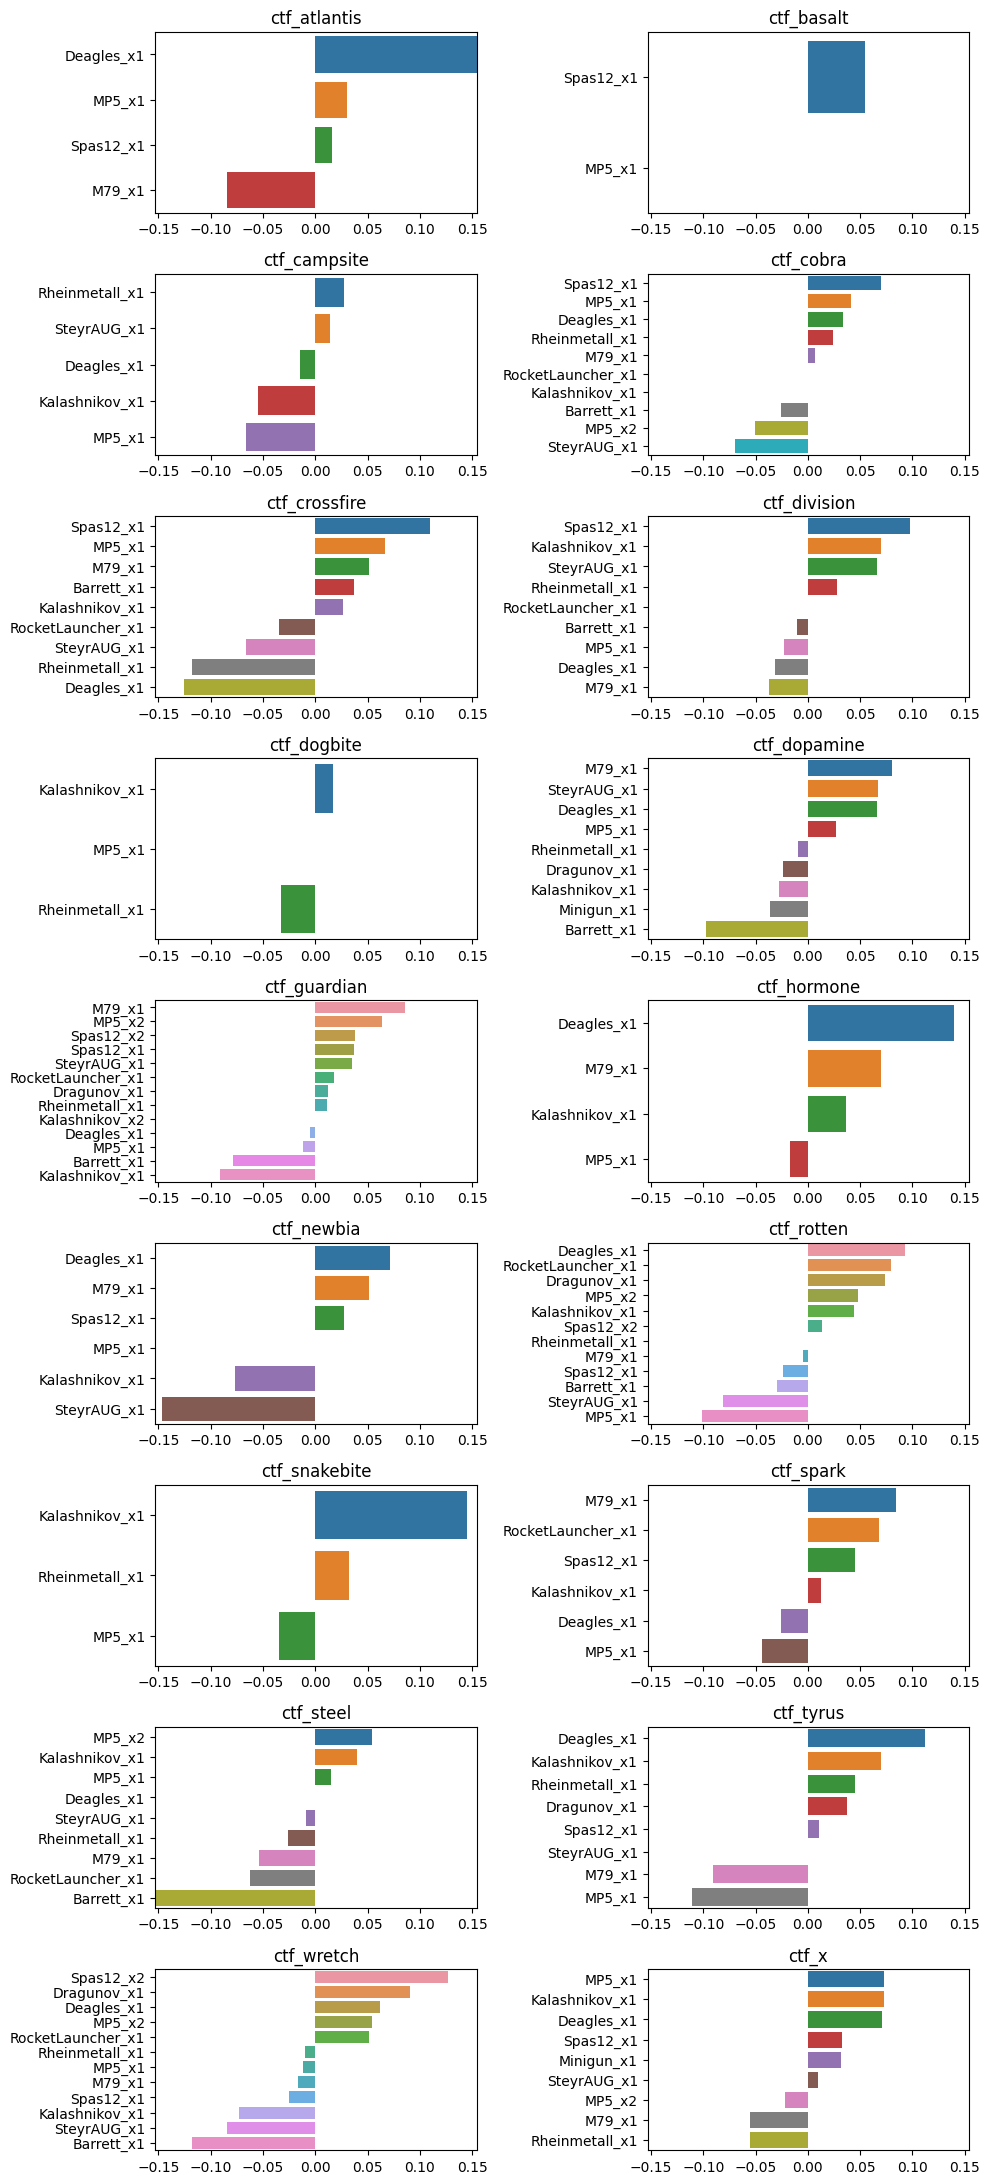 ctf_atlantis
Deagles_x1
MP5_x1
Spas12_x1
M79_x1
−0.15 −0.10 −0.05 0.00 0.05 0.10 0.15
ctf_basalt
Spas12_x1
MP5_x1
−0.15 −0.10 −0.05 0.00 0.05 0.10 0.15
ctf_campsite
Rheinmetall_x1
SteyrAUG_x1
Deagles_x1
Kalashnikov_x1
MP5_x1
−0.15 −0.10 −0.05 0.00 0.05 0.10 0.15
ctf_cobra
Spas12_x1
MP5_x1
Deagles_x1
Rheinmetall_x1
M79_x1
RocketLauncher_x1
Kalashnikov_x1
Barrett_x1
MP5_x2
SteyrAUG_x1
−0.15 −0.10 −0.05 0.00 0.05 0.10 0.15
ctf_crossfire
Spas12_x1
MP5_x1
M79_x1
Barrett_x1
Kalashnikov_x1
RocketLauncher_x1
SteyrAUG_x1
Rheinmetall_x1
Deagles_x1
−0.15 −0.10 −0.05 0.00 0.05 0.10 0.15
ctf_division
Spas12_x1
Kalashnikov_x1
SteyrAUG_x1
Rheinmetall_x1
RocketLauncher_x1
Barrett_x1
MP5_x1
Deagles_x1
M79_x1
−0.15 −0.10 −0.05 0.00 0.05 0.10 0.15
ctf_dogbite
Kalashnikov_x1
MP5_x1
Rheinmetall_x1
−0.15 −0.10 −0.05 0.00 0.05 0.10 0.15
ctf_dopamine
M79_x1
SteyrAUG_x1
Deagles_x1
MP5_x1
Rheinmetall_x1
Dragunov_x1
Kalashnikov_x1
Minigun_x1
Barrett_x1
−0.15 −0.10 −0.05 0.00 0.05 0.10 0.15
ctf_guardian
M79_x1
MP5_x2
Spas12_x2
Spas12_x1
SteyrAUG_x1
RocketLauncher_x1
Dragunov_x1
Rheinmetall_x1
Kalashnikov_x2
Deagles_x1
MP5_x1
Barrett_x1
Kalashnikov_x1
−0.15 −0.10 −0.05 0.00 0.05 0.10 0.15
ctf_hormone
Deagles_x1
M79_x1
Kalashnikov_x1
MP5_x1
−0.15 −0.10 −0.05 0.00 0.05 0.10 0.15
ctf_newbia
Deagles_x1
M79_x1
Spas12_x1
MP5_x1
Kalashnikov_x1
SteyrAUG_x1
−0.15 −0.10 −0.05 0.00 0.05 0.10 0.15
ctf_rotten
Deagles_x1
RocketLauncher_x1
Dragunov_x1
MP5_x2
Kalashnikov_x1
Spas12_x2
Rheinmetall_x1
M79_x1
Spas12_x1
Barrett_x1
SteyrAUG_x1
MP5_x1
−0.15 −0.10 −0.05 0.00 0.05 0.10 0.15
ctf_snakebite
Kalashnikov_x1
Rheinmetall_x1
MP5_x1
−0.15 −0.10 −0.05 0.00 0.05 0.10 0.15
ctf_spark
M79_x1
RocketLauncher_x1
Spas12_x1
Kalashnikov_x1
Deagles_x1
MP5_x1
−0.15 −0.10 −0.05 0.00 0.05 0.10 0.15
ctf_steel
MP5_x2
Kalashnikov_x1
MP5_x1
Deagles_x1
SteyrAUG_x1
Rheinmetall_x1
M79_x1
RocketLauncher_x1
Barrett_x1
−0.15 −0.10 −0.05 0.00 0.05 0.10 0.15
ctf_tyrus
Deagles_x1
Kalashnikov_x1
Rheinmetall_x1
Dragunov_x1
Spas12_x1
SteyrAUG_x1
M79_x1
MP5_x1
−0.15 −0.10 −0.05 0.00 0.05 0.10 0.15
ctf_wretch
Spas12_x2
Dragunov_x1
Deagles_x1
MP5_x2
RocketLauncher_x1
Rheinmetall_x1
MP5_x1
M79_x1
Spas12_x1
Kalashnikov_x1
SteyrAUG_x1
Barrett_x1
−0.15 −0.10 −0.05 0.00 0.05 0.10 0.15
ctf_x
MP5_x1
Kalashnikov_x1
Deagles_x1
Spas12_x1
Minigun_x1
SteyrAUG_x1
MP5_x2
M79_x1
Rheinmetall_x1
−0.15 −0.10 −0.05 0.00 0.05 0.10 0.15